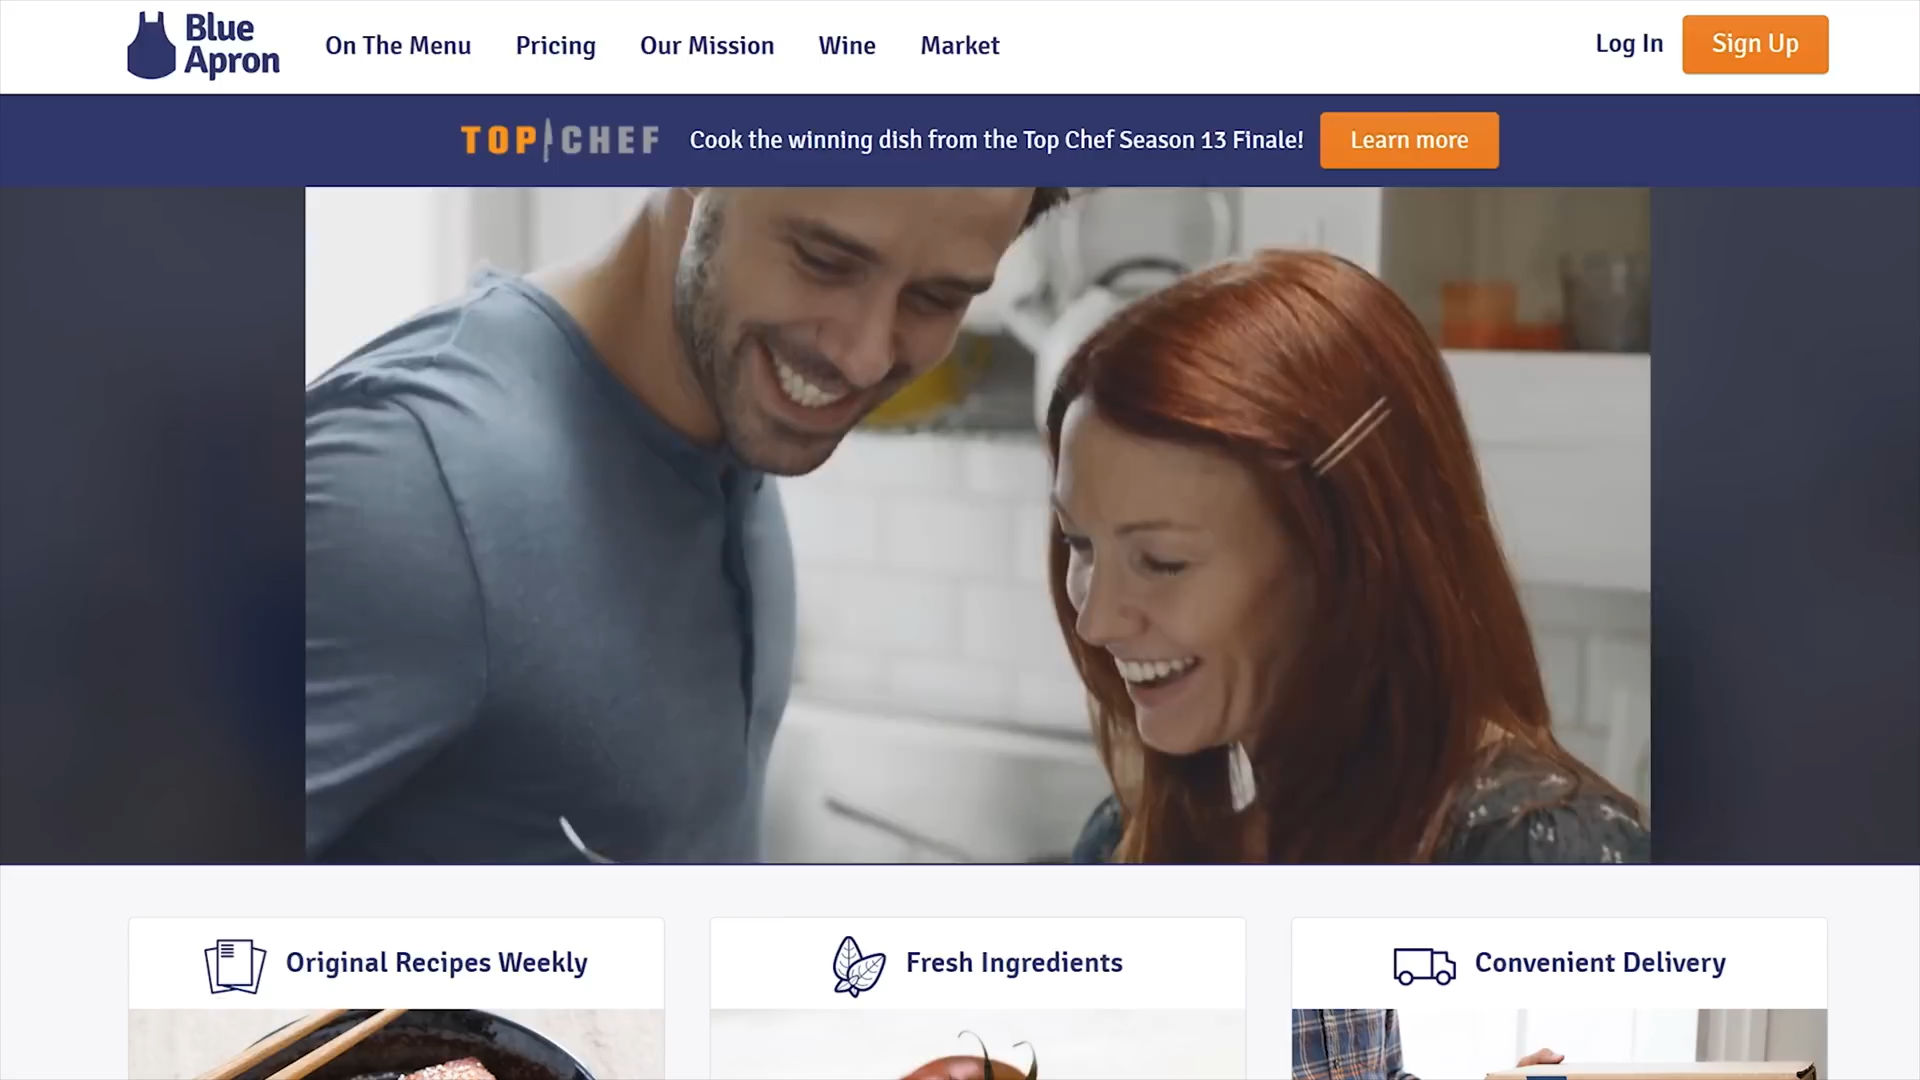 Blue
Apron
On The Menu
Pricing
Our Mission
Wine
Market
Log In
Sign Up
TOP CHEF
Cook the winning dish from the Top Chef Season 13 Finale!
Learn more
Original Recipes Weekly
Fresh Ingredients
Convenient Delivery